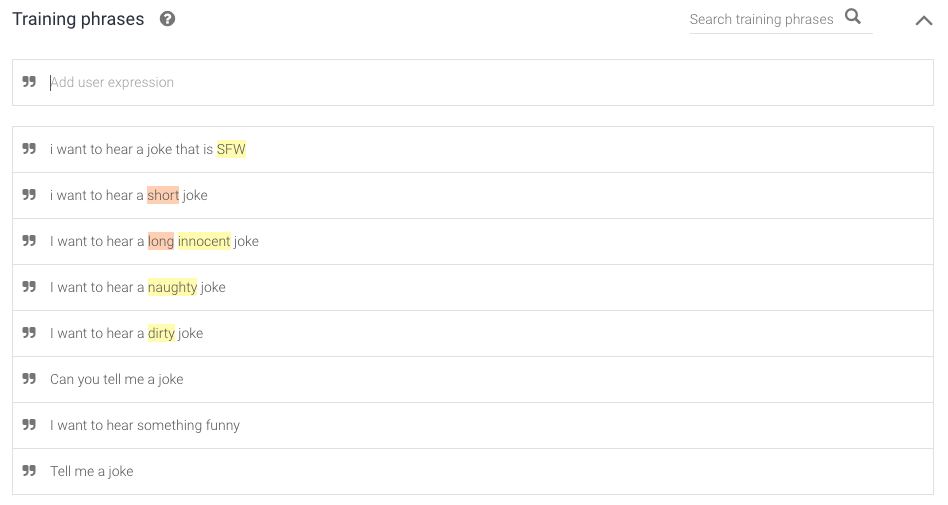 Training phrases ?
Search training phrases
Add user expression
i want to hear a joke that is SFW
i want to hear a short joke
I want to hear a long innocent joke
I want to hear a naughty joke
I want to hear a dirty joke
Can you tell me a joke
I want to hear something funny
Tell me a joke